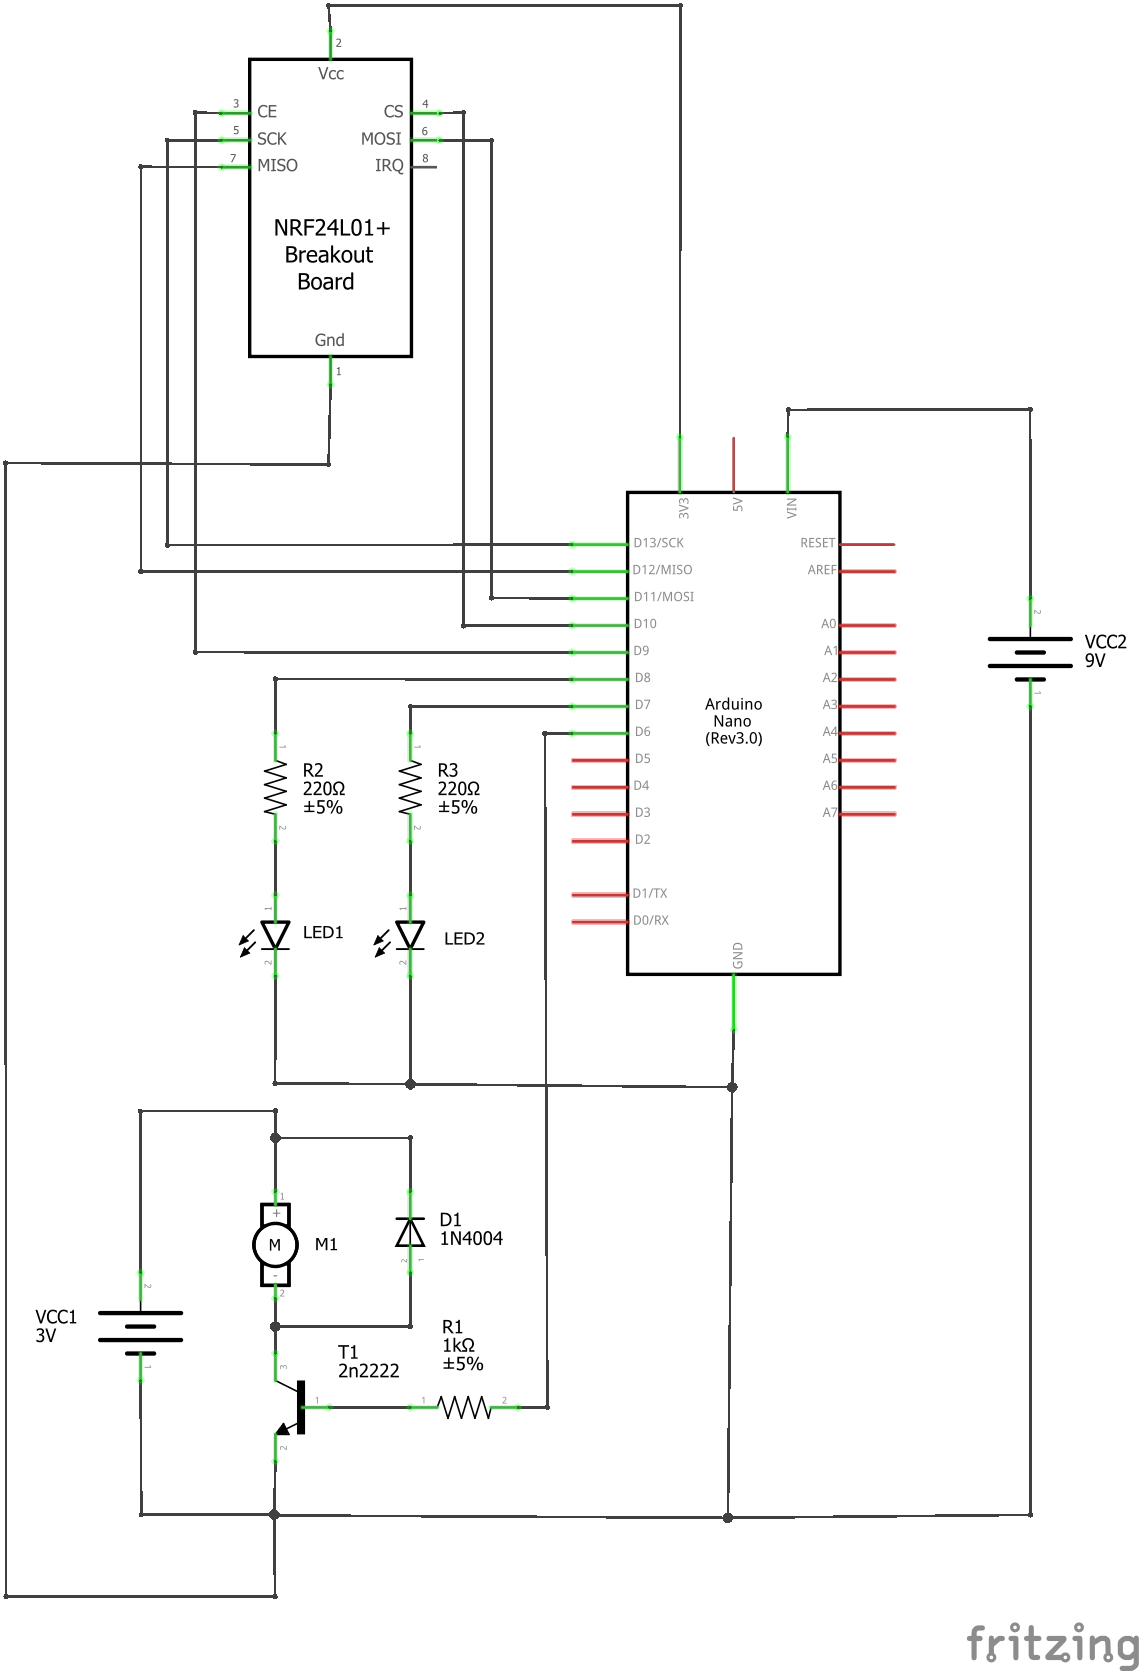 2
Vcc
3 CE CS 4
5 SCK MOSI 6
7 MISO IRQ 8
NRF24L01+
Breakout
Board
Gnd
1
3V3 5V VIN
D13/SCK RESET
D12/MISO AREF
D11/MOSI
D10 A0
D9 A1
D8 A2
D7 A3
D6 A4
D5 A5
D4 A6
D3 A7
D2
D1/TX
D0/RX
GND
Arduino
Nano
(Rev3.0)
2
VCC2
9V
1
1
R2
220Ω
±5%
2
1
R3
220Ω
±5%
2
1
LED1
2
1
LED2
2
1
+
M
-
2
M1
D1
1N4004
2 1
2
VCC1
3V
1
R1
1kΩ
±5%
1 2
T1
2n2222
3
1
2
fritzing